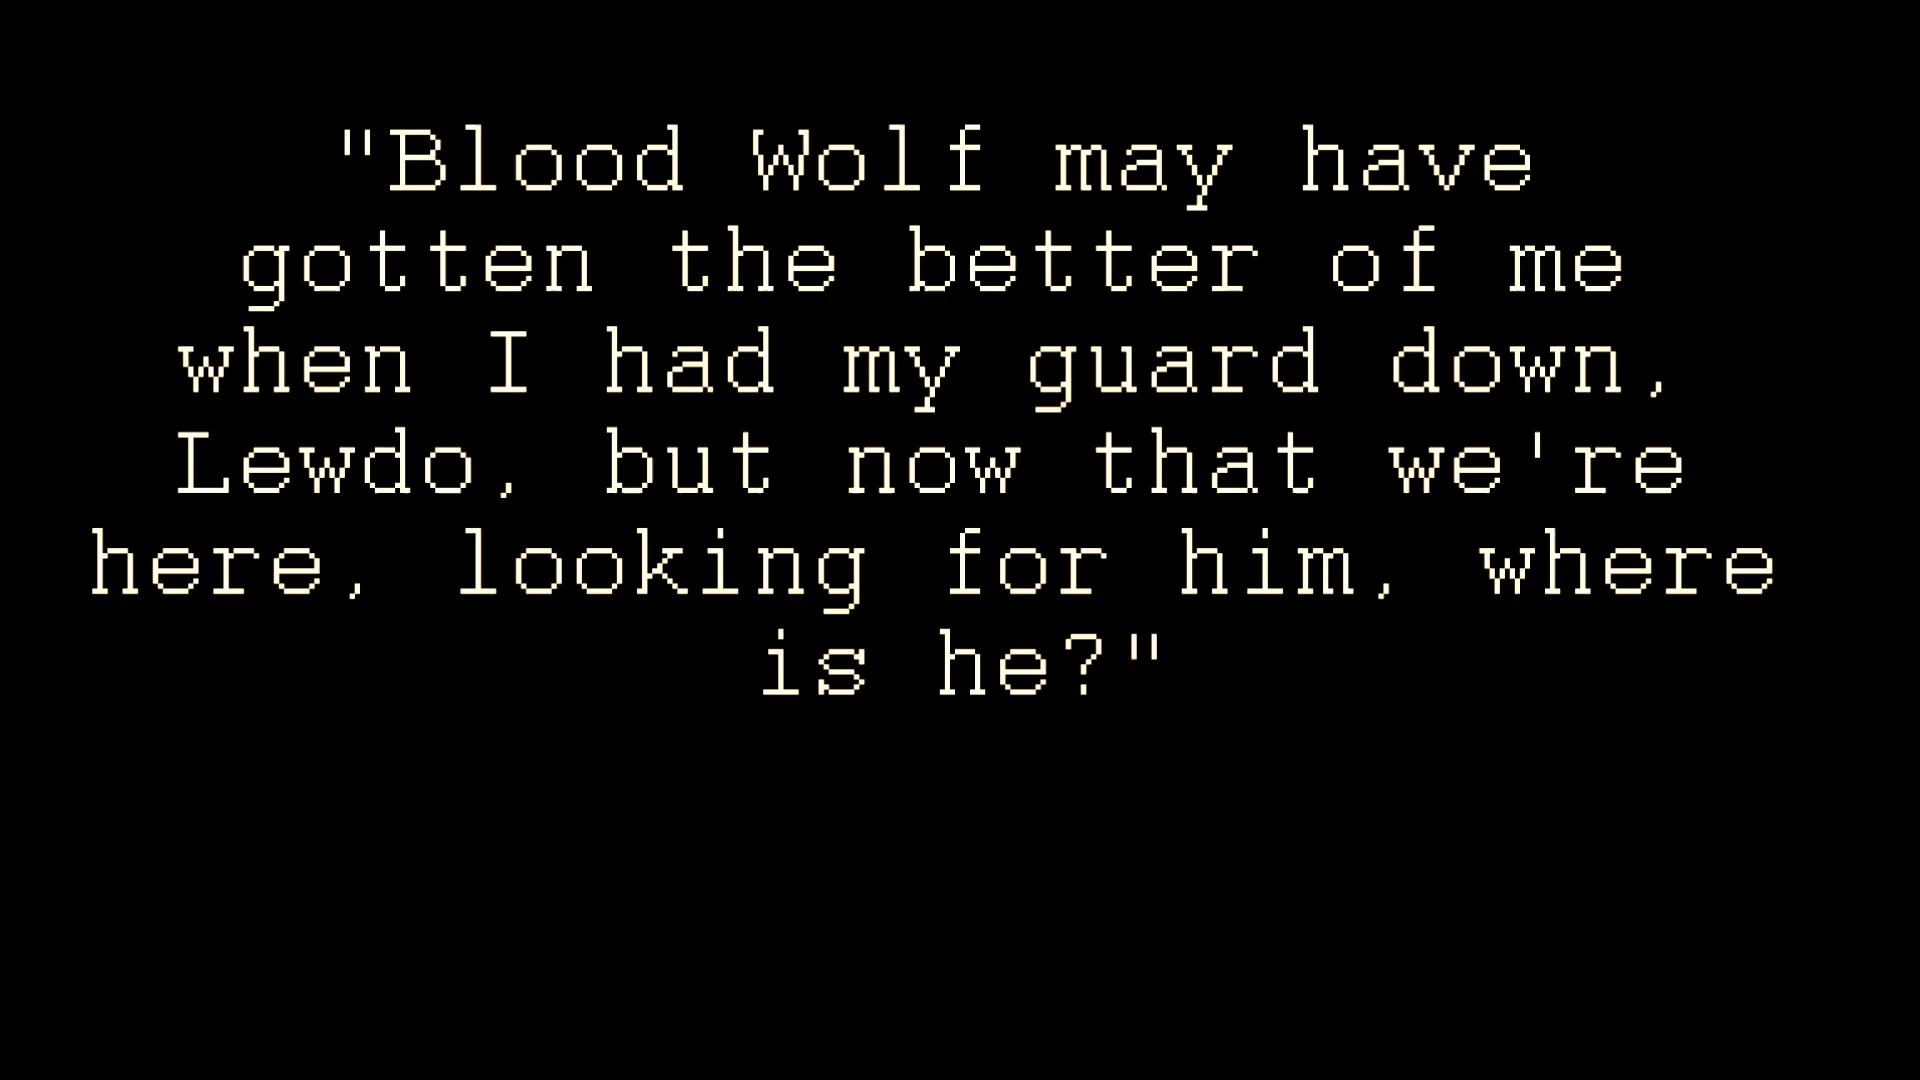 "Blood Wolf may have
gotten the better of me
when I had my guard down,
Lewdo, but now that we're
here, looking for him, where
is he?"